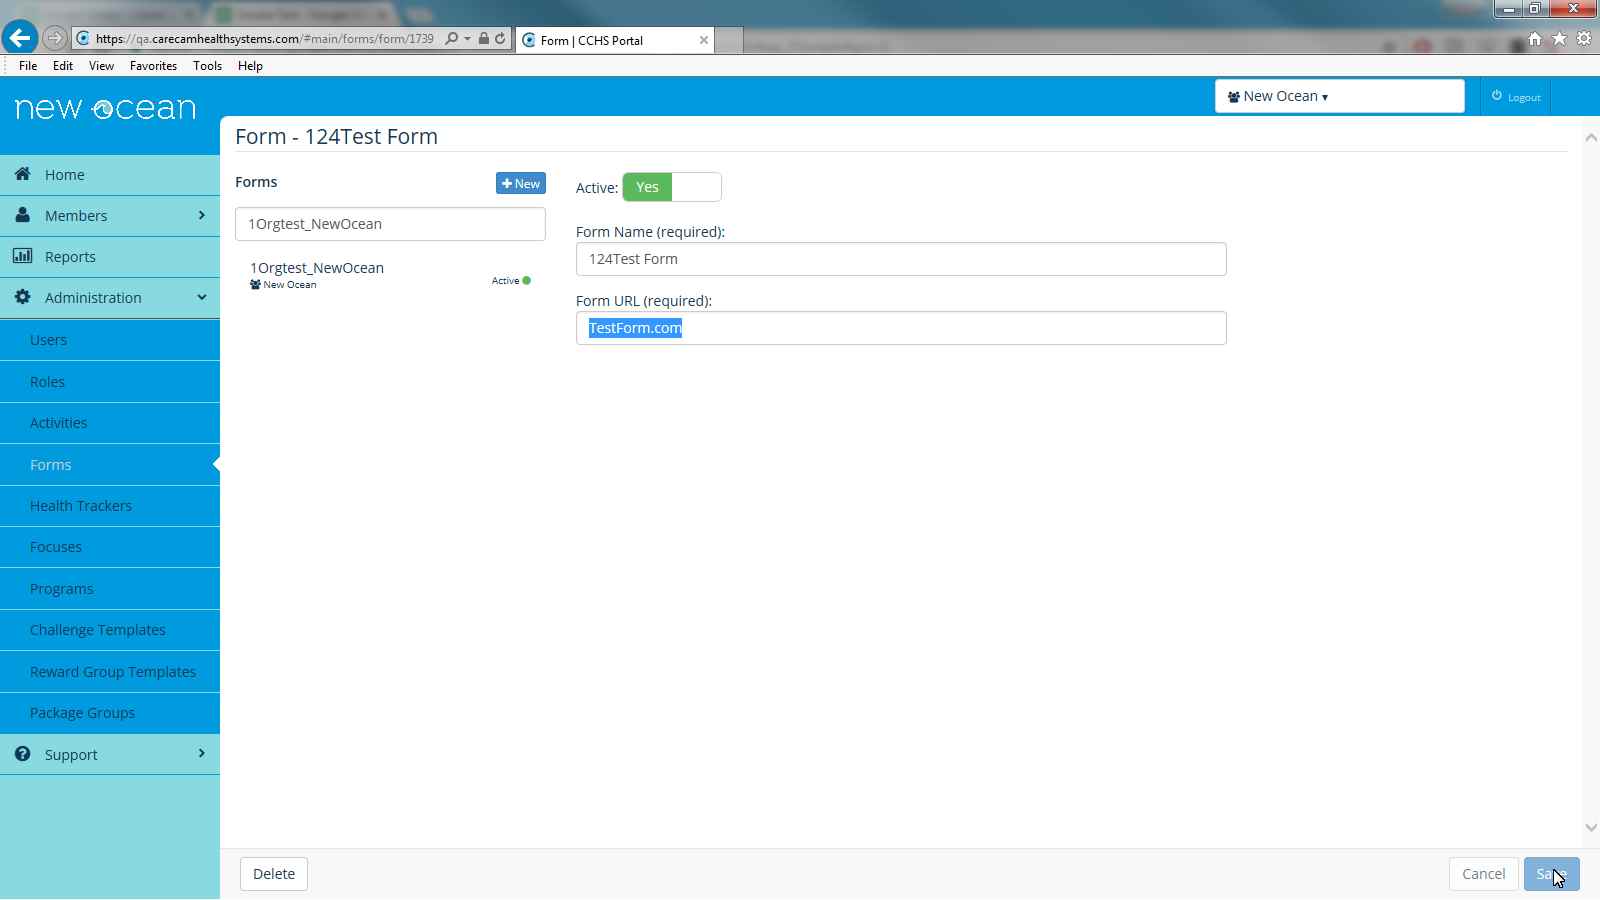 https://qa.carecamhealthsystems.com/#main/forms/form/1739
Form | CCHS Portal
File Edit View Favorites Tools Help
new ocean
New Ocean
Logout
Form - 124Test Form
Home
Members
Reports
Administration
Users
Roles
Activities
Forms
Health Trackers
Focuses
Programs
Challenge Templates
Reward Group Templates
Package Groups
Support
Forms
New
1Orgtest_NewOcean
1Orgtest_NewOcean
New Ocean
Active
Active: Yes
Form Name (required):
124Test Form
Form URL (required):
TestForm.com
Delete
Cancel
Save